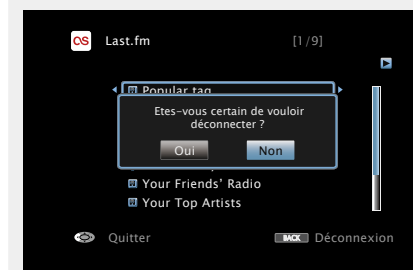 Last.fm [1/9]
Popular tag
Etes-vous certain de vouloir
déconnecter ?
Oui Non
Your Friends' Radio
Your Top Artists
Quitter BACK Déconnexion